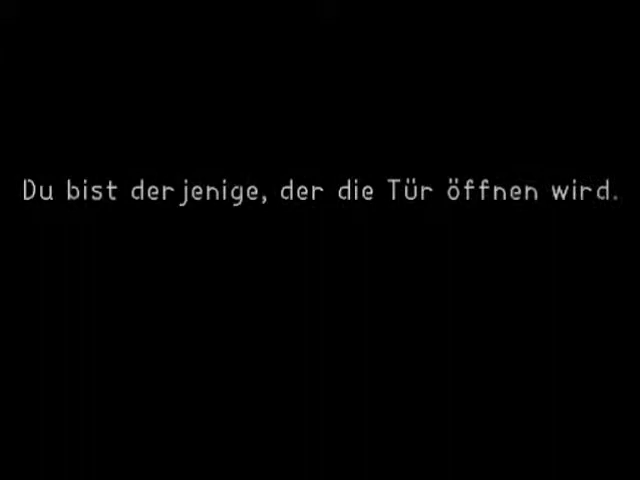 Du bist derjenige, der die Tür öffnen wird.